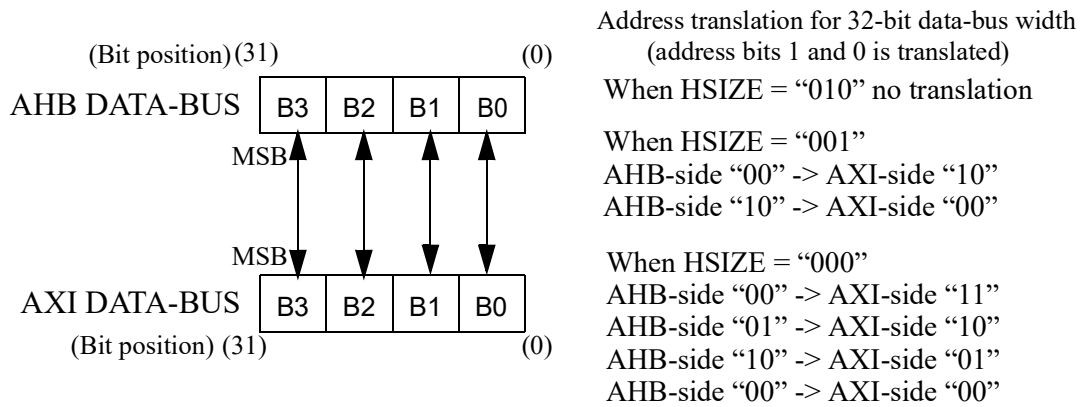 (Bit position) (31) (0)
AHB DATA-BUS B3 B2 B1 B0
MSB
MSB
AXI DATA-BUS B3 B2 B1 B0
(Bit position) (31) (0)
Address translation for 32-bit data-bus width
(address bits 1 and 0 is translated)
When HSIZE = “010” no translation
When HSIZE = “001”
AHB-side “00” -> AXI-side “10”
AHB-side “10” -> AXI-side “00”
When HSIZE = “000”
AHB-side “00” -> AXI-side “11”
AHB-side “01” -> AXI-side “10”
AHB-side “10” -> AXI-side “01”
AHB-side “00” -> AXI-side “00”